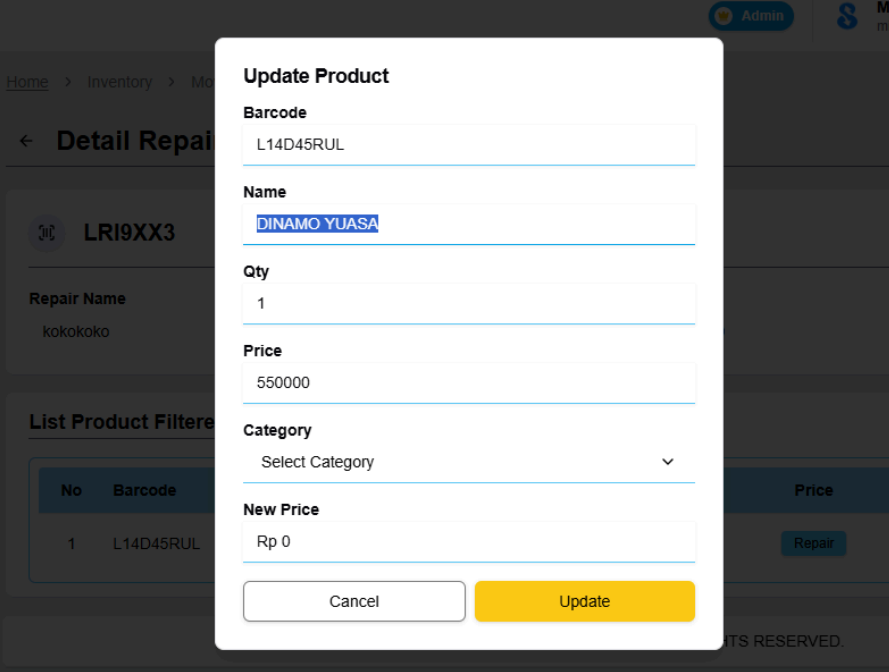 Admin
M
m
Home > Inventory > Mo
Detail Repai
LRI9XX3
Repair Name
kokokoko
List Product Filtere
No Barcode Price
1 L14D45RUL Repair
HTS RESERVED.
Update Product
Barcode
L14D45RUL
Name
DINAMO YUASA
Qty
1
Price
550000
Category
Select Category
New Price
Rp 0
Cancel Update